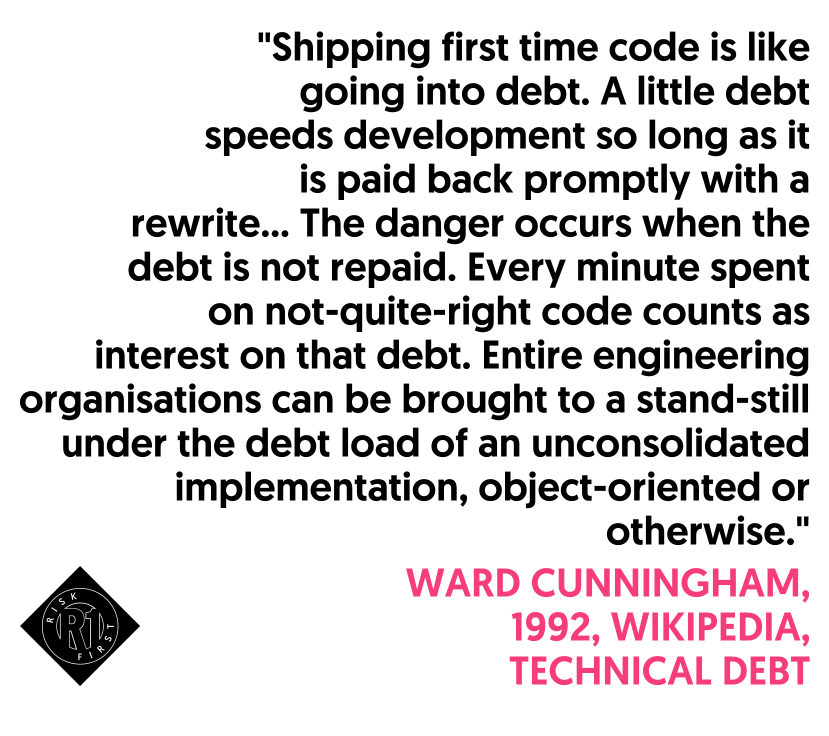 "Shipping first time code is like
going into debt. A little debt
speeds development so long as it
is paid back promptly with a
rewrite... The danger occurs when the
debt is not repaid. Every minute spent
on not-quite-right code counts as
interest on that debt. Entire engineering
organisations can be brought to a stand-still
under the debt load of an unconsolidated
implementation, object-oriented or
otherwise."
WARD CUNNINGHAM,
1992, WIKIPEDIA,
TECHNICAL DEBT
RISK
R1
FIRST